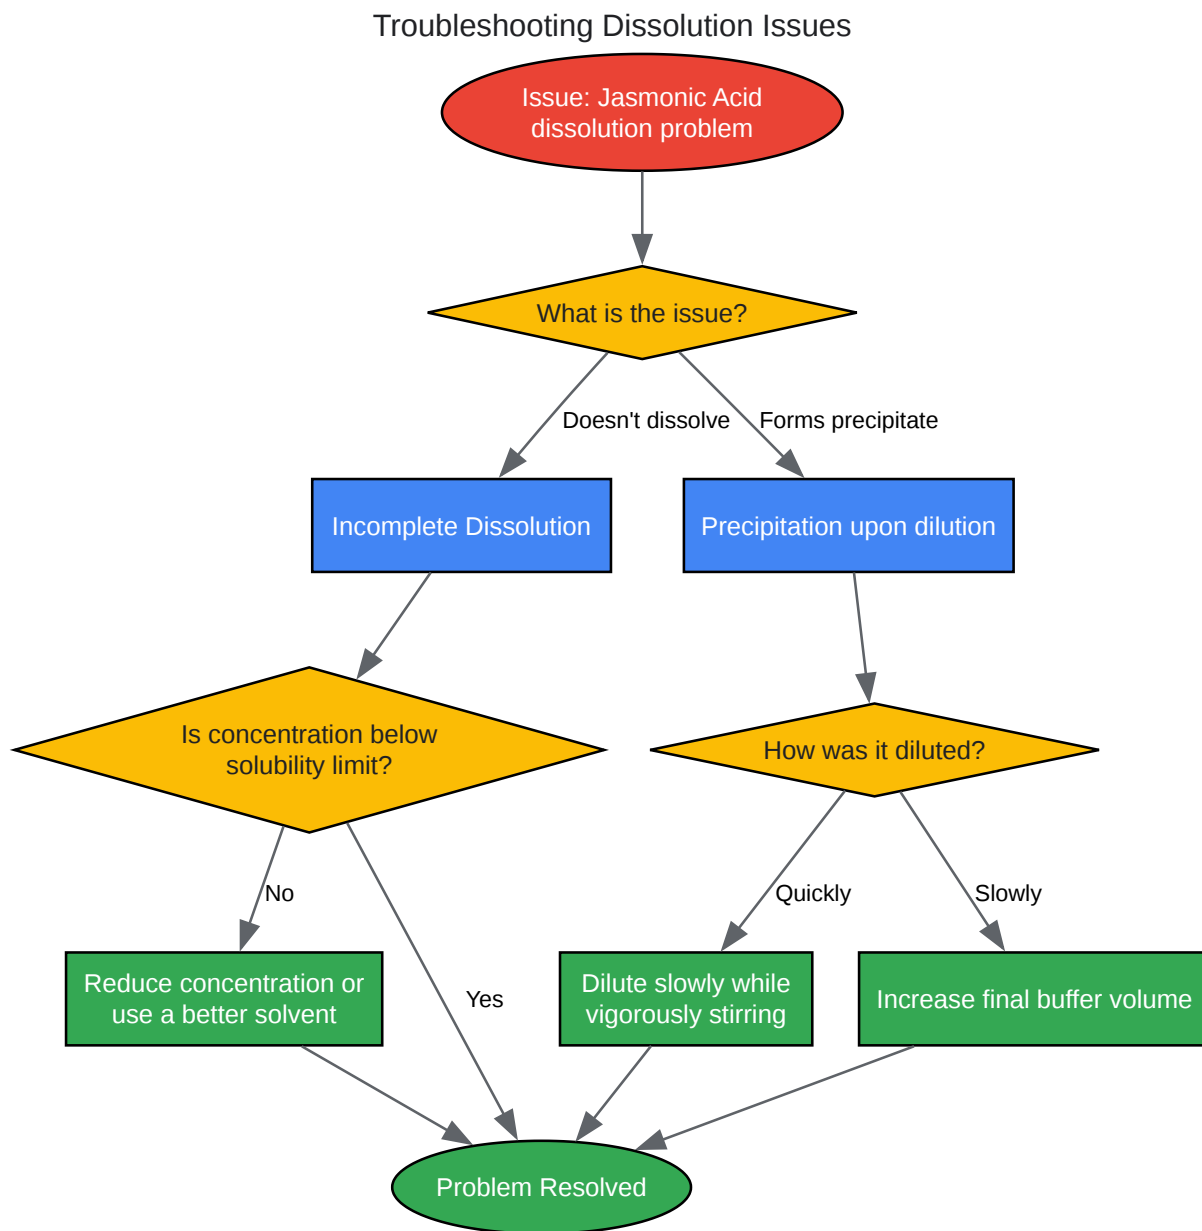 Troubleshooting Dissolution Issues
Issue: Jasmonic Acid
dissolution problem
What is the issue?
Doesn't dissolve
Forms precipitate
Incomplete Dissolution
Precipitation upon dilution
Is concentration below
solubility limit?
How was it diluted?
No
Quickly
Slowly
Reduce concentration or
use a better solvent
Yes
Dilute slowly while
vigorously stirring
Increase final buffer volume
Problem Resolved